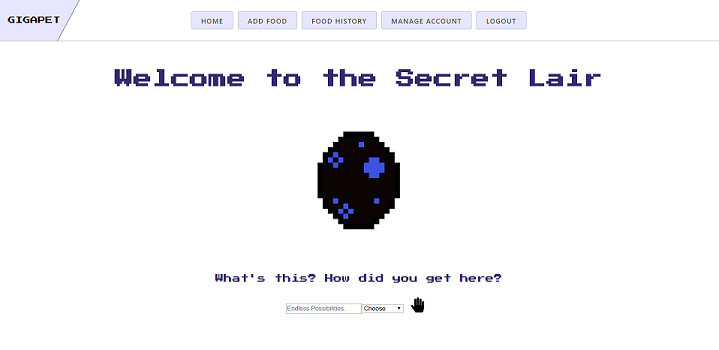 GIGAPET
HOME
ADD FOOD
FOOD HISTORY
MANAGE ACCOUNT
LOGOUT
Welcome to the Secret Lair
What's this? How did you get here?
Endless Possibilities.
Choose